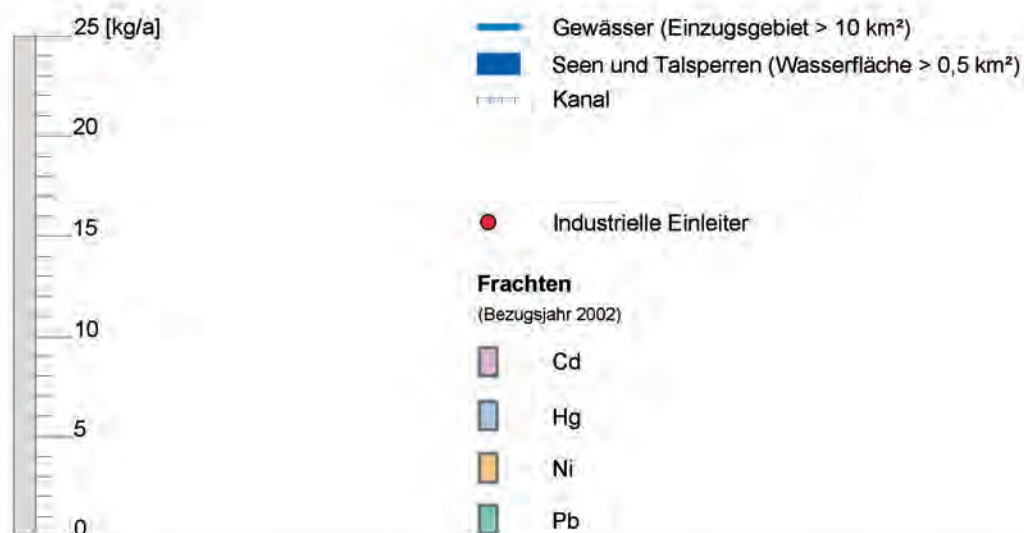 25 [kg/a]
20
15
10
5
0
Gewässer (Einzugsgebiet > 10 km²)
Seen und Talsperren (Wasserfläche > 0,5 km²)
Kanal
Industrielle Einleiter
Frachten
(Bezugsjahr 2002)
Cd
Hg
Ni
Pb